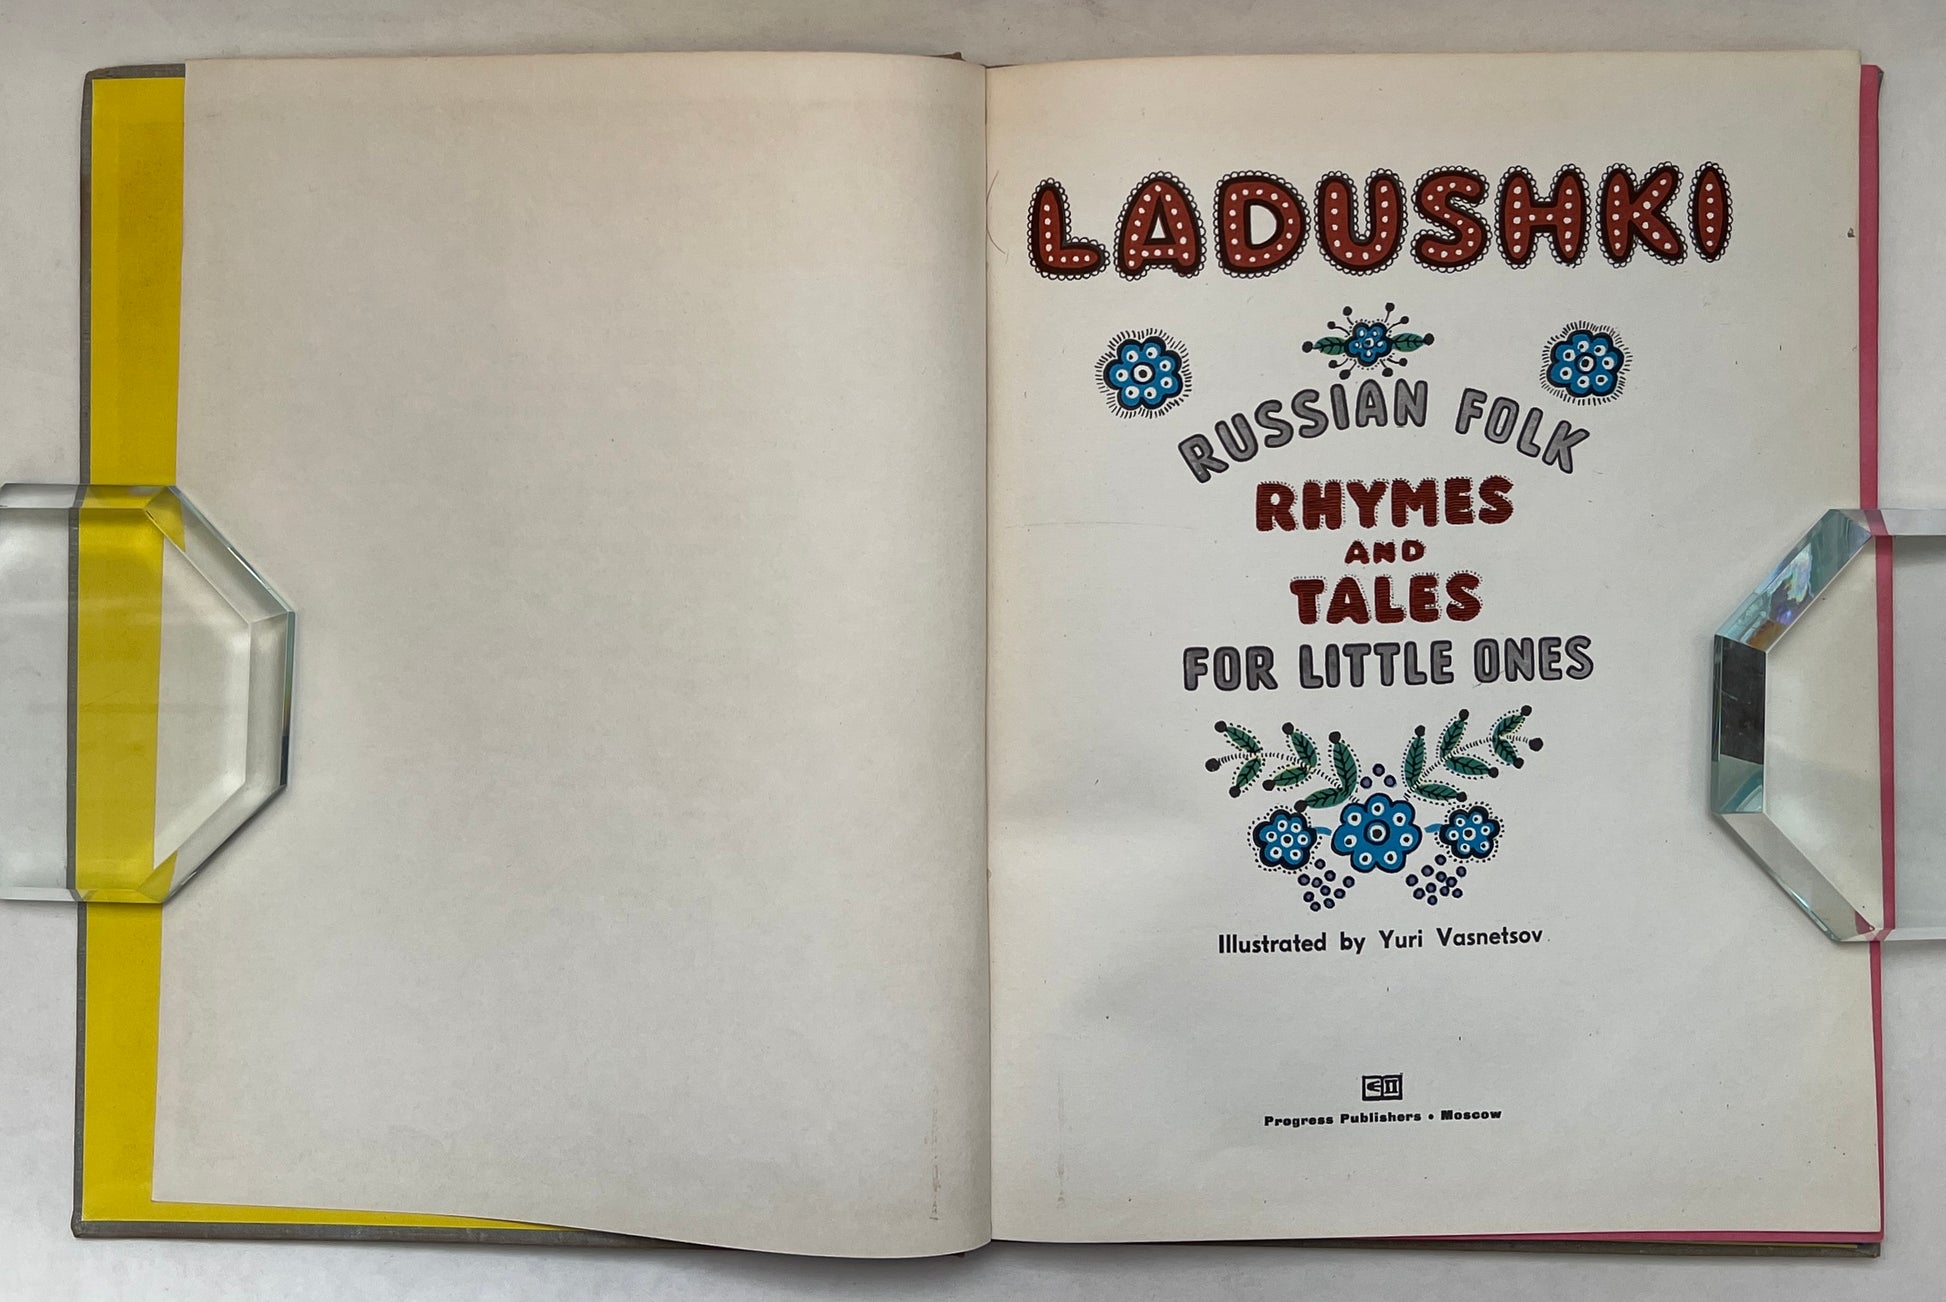 LADUSHKI
RUSSIAN FOLK
RHYMES
AND
TALES
FOR LITTLE ONES
Illustrated by Yuri Vasnetsov
Progress Publishers • Moscow